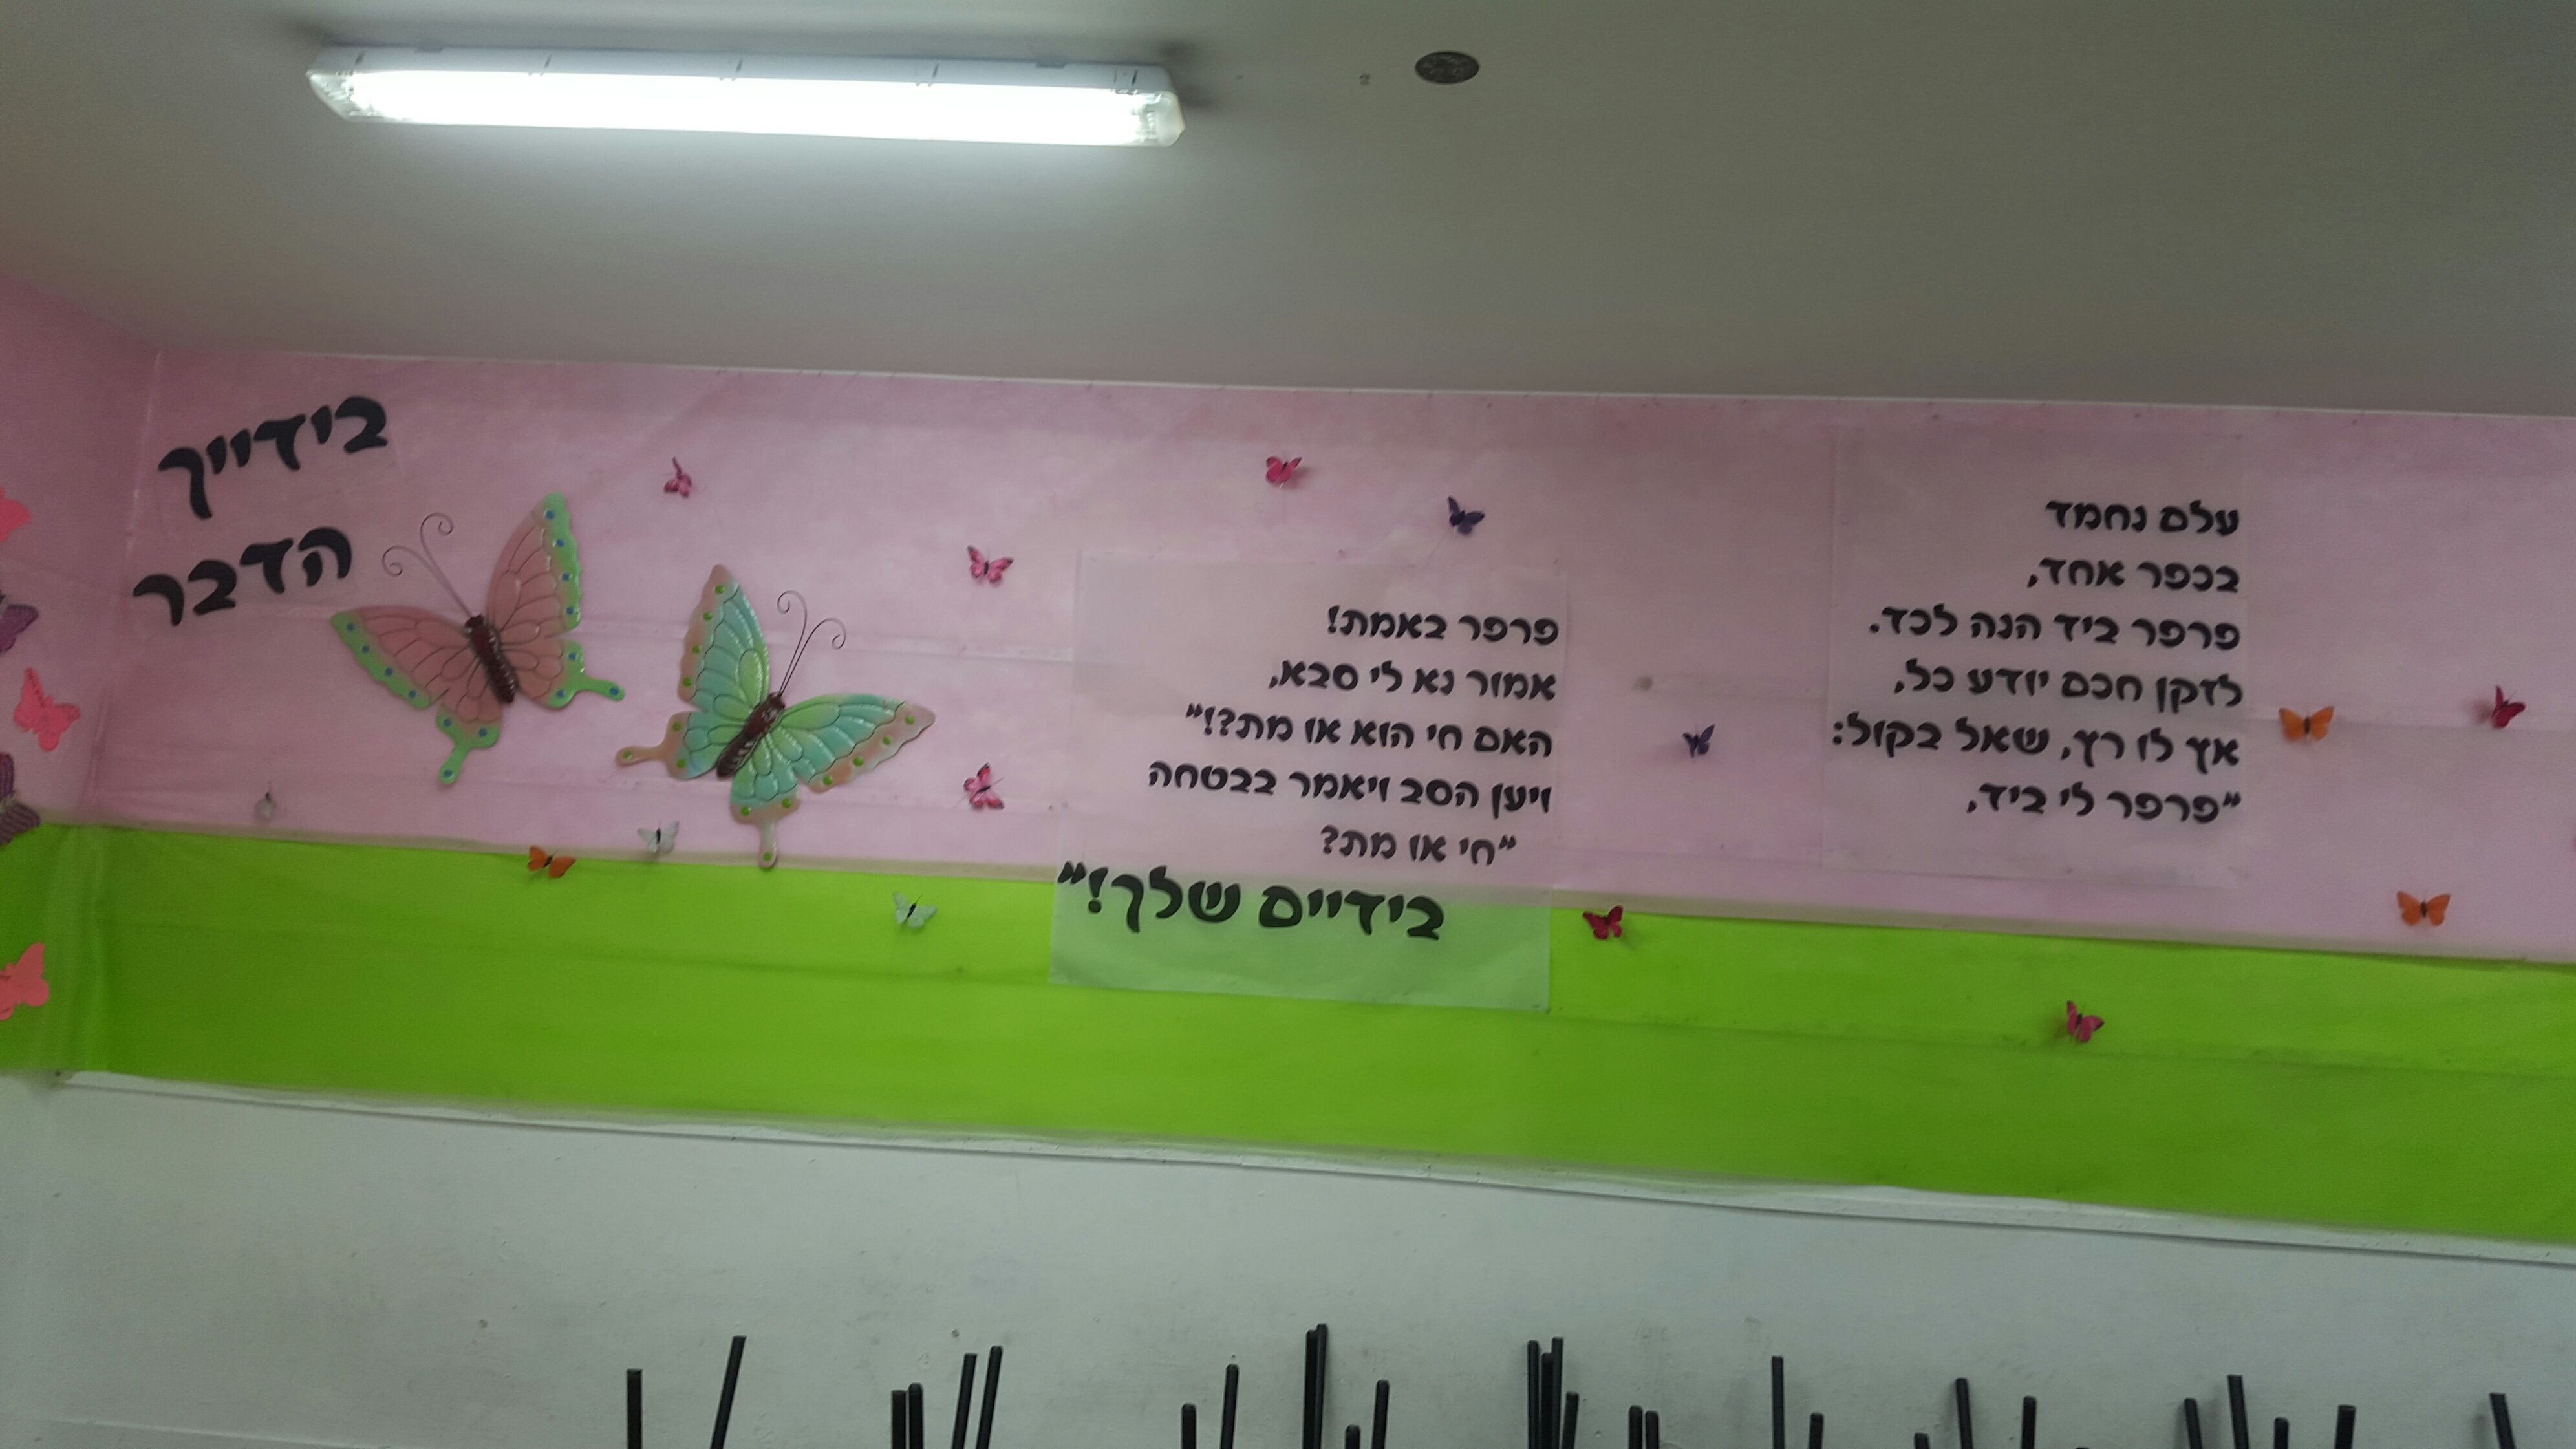 עלם נחמד
בכפר אחד,
פרפר ביד הנה לכד.
לזקן חכם יודע כל,
אץ לו רץ, שאל בקול:
"פרפר לי ביד,
פרפר באמת!
אמור נא לי סבא,
האם חי הוא או מת?!"
ויען הסב ויאמר בבטחה
"חי או מת?
בידיים שלך!"
בידייך
הדבר